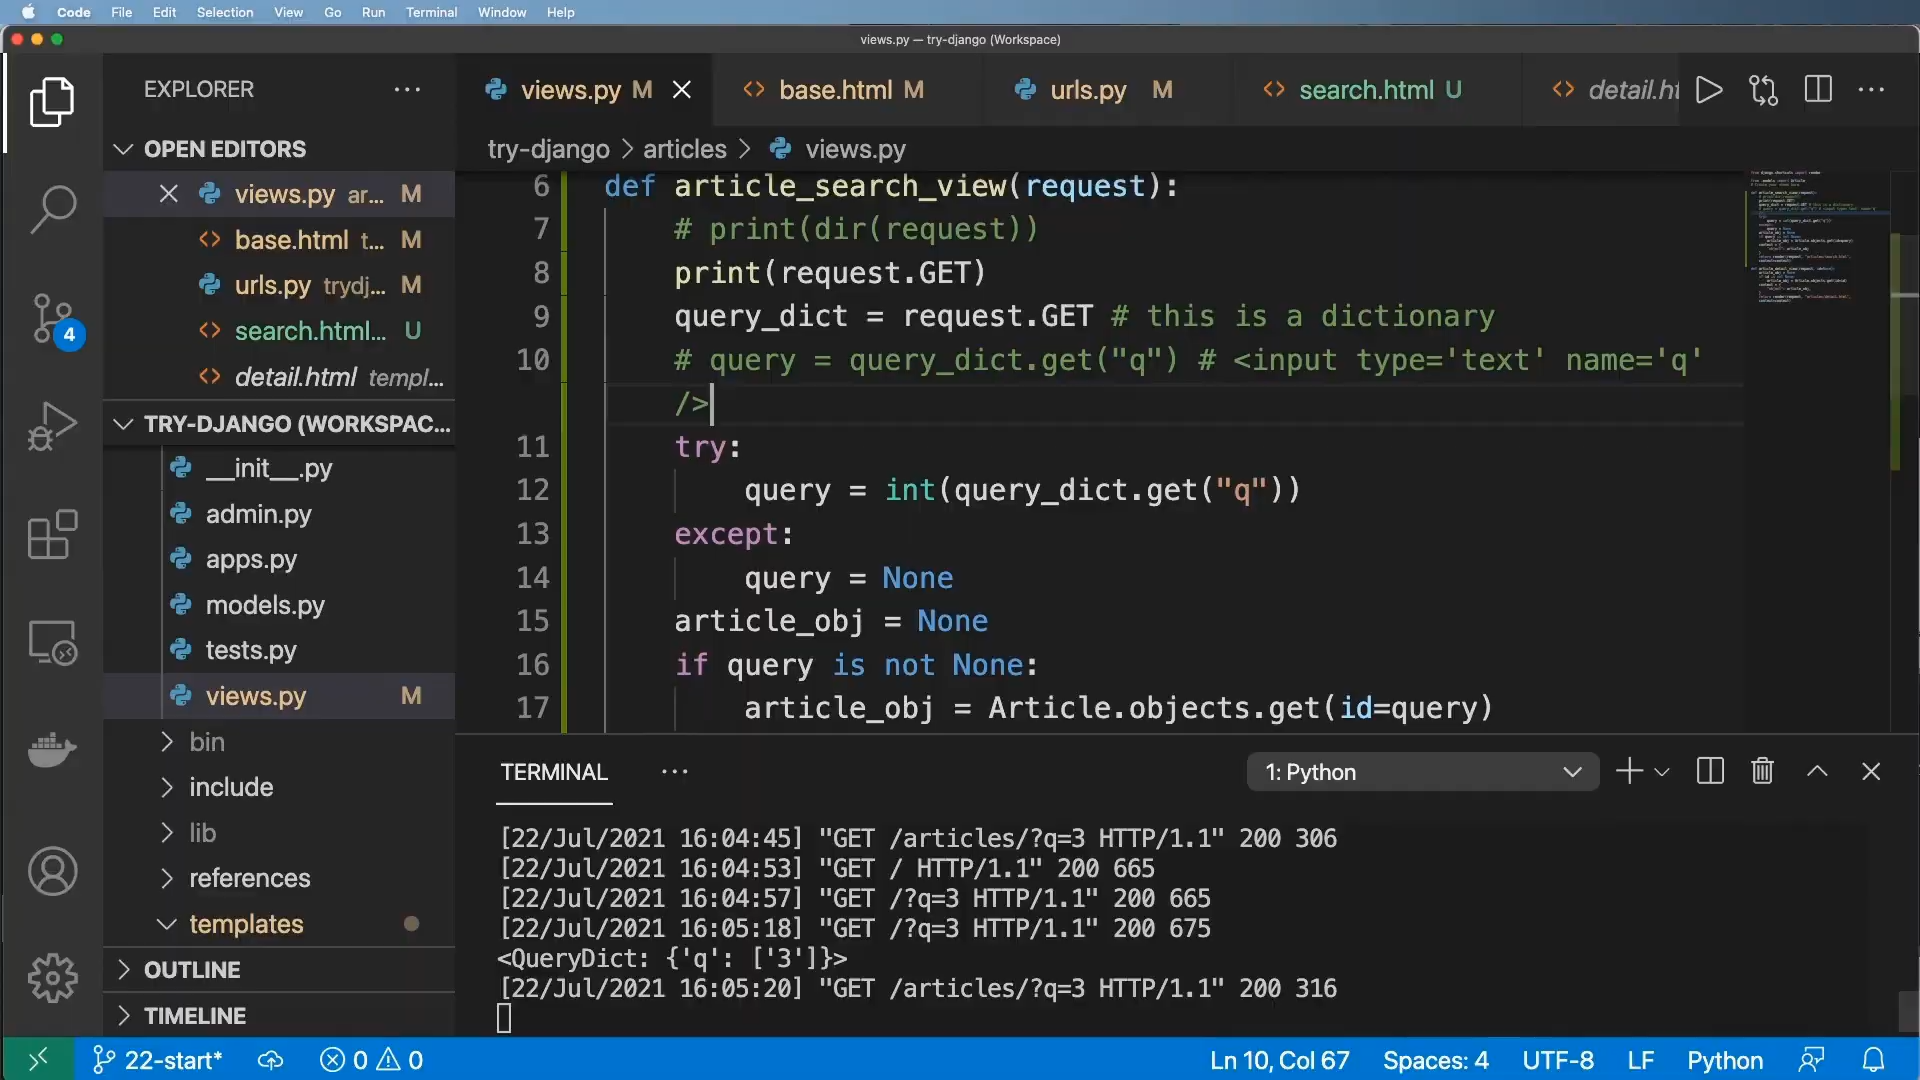 Code File Edit Selection View Go Run Terminal Window Help
views.py — try-django (Workspace)
EXPLORER
views.py M
base.html M
urls.py M
search.html U
detail.ht
OPEN EDITORS
try-django > articles > views.py
views.py ar... M
base.html t... M
urls.py trydj... M
search.html... U
detail.html templ...
TRY-DJANGO (WORKSPAC...
__init__.py
admin.py
apps.py
models.py
tests.py
views.py M
bin
include
lib
references
templates
OUTLINE
TIMELINE
4
6 def article_search_view(request):
7 # print(dir(request))
8 print(request.GET)
9 query_dict = request.GET # this is a dictionary
10 # query = query_dict.get("q") # <input type='text' name='q'
/>
11 try:
12 query = int(query_dict.get("q"))
13 except:
14 query = None
15 article_obj = None
16 if query is not None:
17 article_obj = Article.objects.get(id=query)
TERMINAL
1: Python
[22/Jul/2021 16:04:45] "GET /articles/?q=3 HTTP/1.1" 200 306
[22/Jul/2021 16:04:53] "GET / HTTP/1.1" 200 665
[22/Jul/2021 16:04:57] "GET /?q=3 HTTP/1.1" 200 665
[22/Jul/2021 16:05:18] "GET /?q=3 HTTP/1.1" 200 675
<QueryDict: {'q': ['3']}>
[22/Jul/2021 16:05:20] "GET /articles/?q=3 HTTP/1.1" 200 316
22-start* 0 0 Ln 10, Col 67 Spaces: 4 UTF-8 LF Python